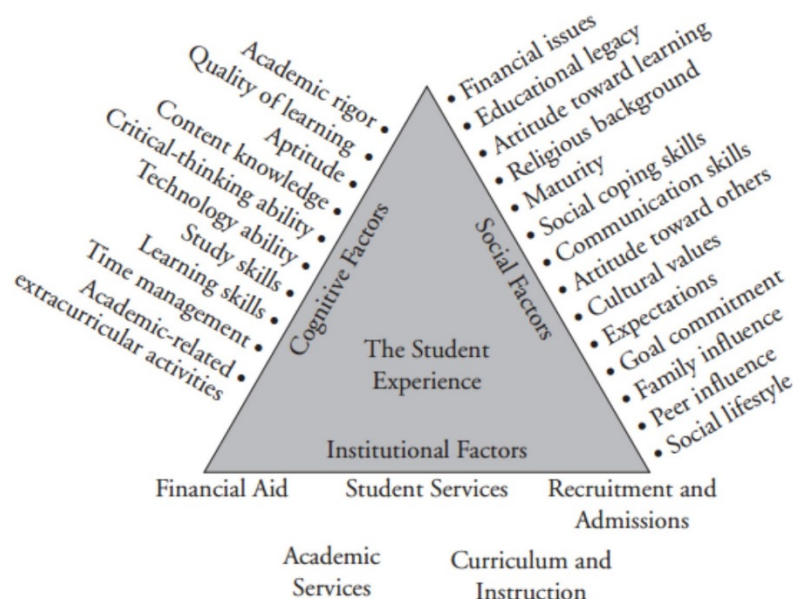 Academic rigor •
Quality of learning •
Aptitude •
Content knowledge •
Critical-thinking ability •
Technology ability •
Study skills •
Learning skills •
Time management •
Academic-related •
extracurricular activities
Cognitive Factors
• Financial issues
• Educational legacy
• Attitude toward learning
• Religious background
• Maturity
• Social coping skills
• Communication skills
• Attitude toward others
• Cultural values
• Expectations
• Goal commitment
• Family influence
• Peer influence
• Social lifestyle
Social Factors
The Student
Experience
Institutional Factors
Financial Aid
Student Services
Recruitment and
Admissions
Academic
Services
Curriculum and
Instruction